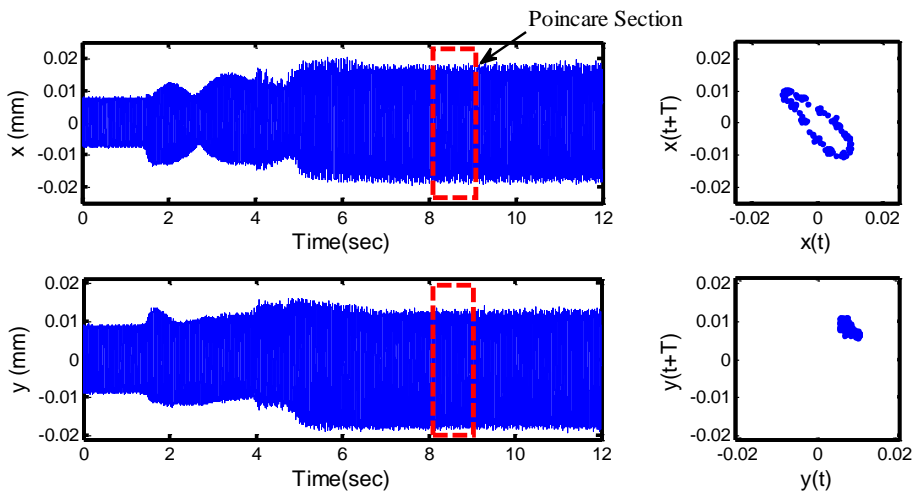 Poincare Section
0.02
0.01
0
-0.01
-0.02
x (mm)
0 2 4 6 8 10 12
Time(sec)
0.02
0.01
0
-0.01
-0.02
x(t+T)
-0.02 0 0.02
x(t)
0.02
0.01
0
-0.01
-0.02
y (mm)
0 2 4 6 8 10 12
Time(sec)
0.02
0.01
0
-0.01
-0.02
y(t+T)
-0.02 0 0.02
y(t)